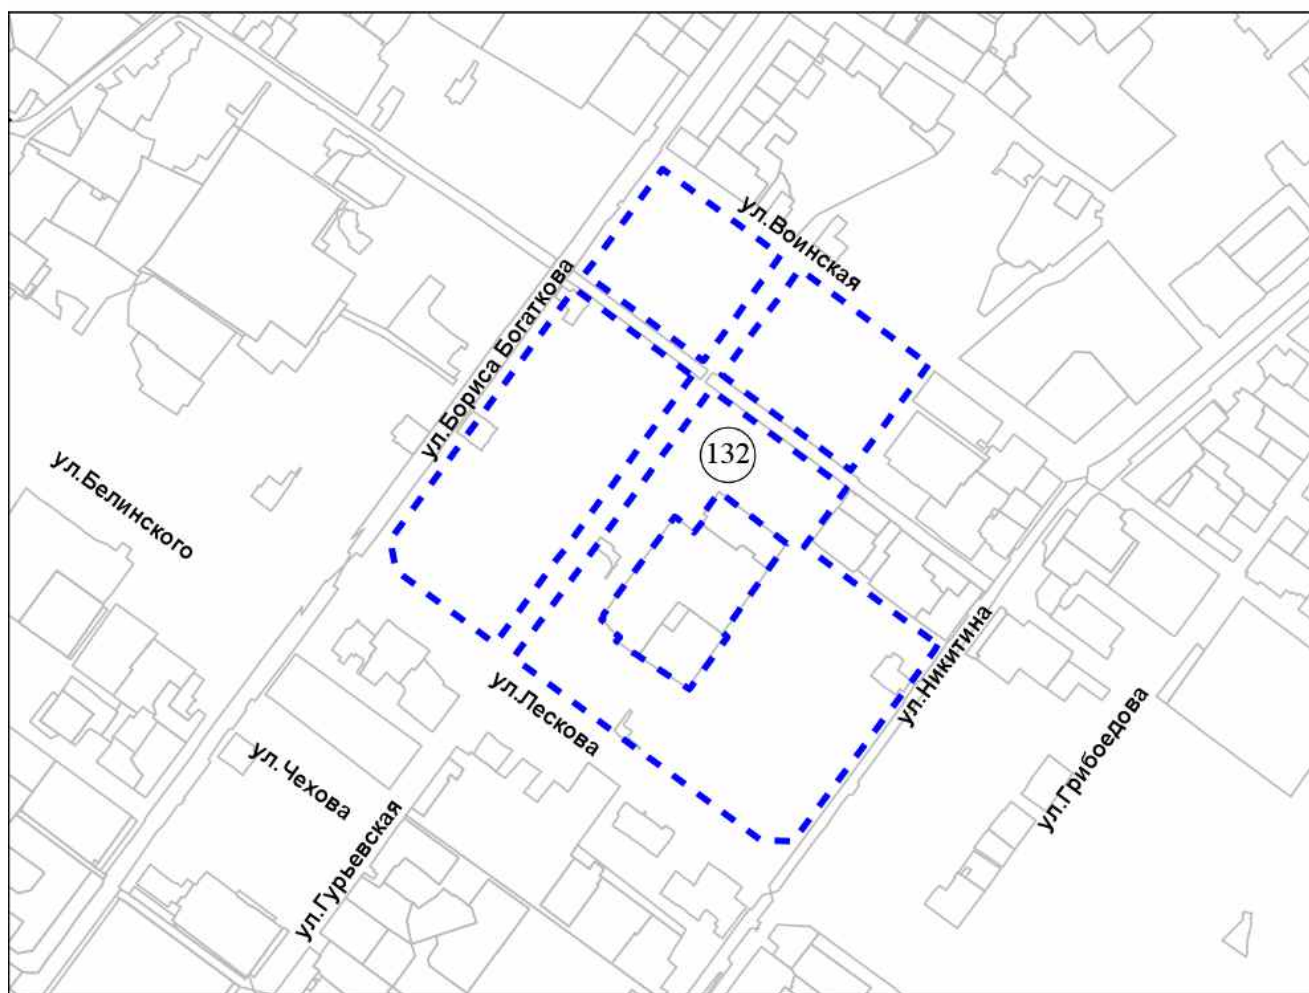 ул.Воинская
ул.Бориса Богаткова
132
ул.Белинского
ул.Никитина
ул.Лескова
ул.Грибоедова
ул.Чехова
ул.Гурьевская